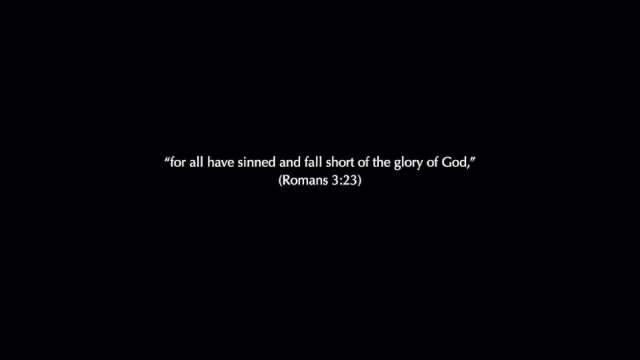 “for all have sinned and fall short of the glory of God,”
(Romans 3:23)